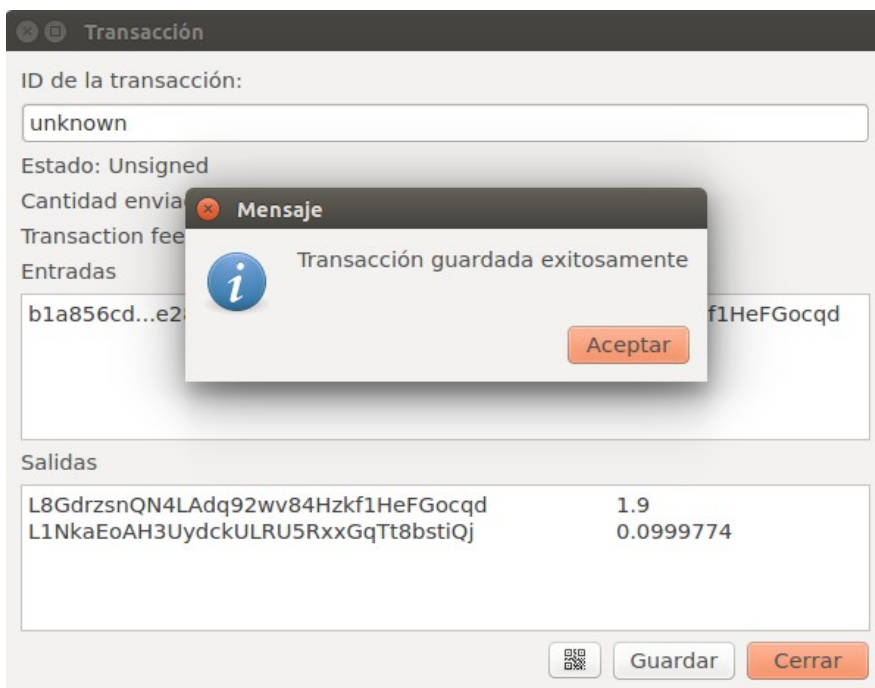 Transacción
ID de la transacción:
unknown
Estado: Unsigned
Cantidad
Mensaje
Transaction fee
Transacción guardada exitosamente
Entradas
b1a856cd...e2 f1HeFGocqd
Aceptar
Salidas
L8GdrzsnQN4LAdq92wv84Hzkf1HeFGocqd 1.9
L1NkaEoAH3UydckULRU5RxxGqTt8bstiQj 0.0999774
Guardar Cerrar